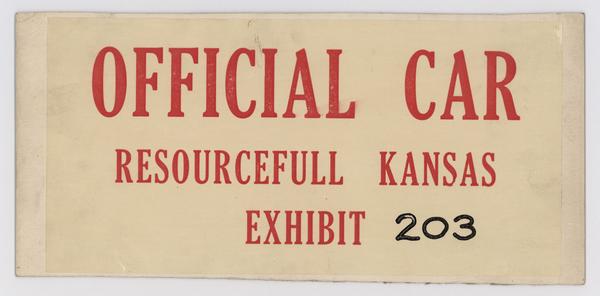 OFFICIAL CAR
RESOURCEFULL KANSAS
EXHIBIT 203